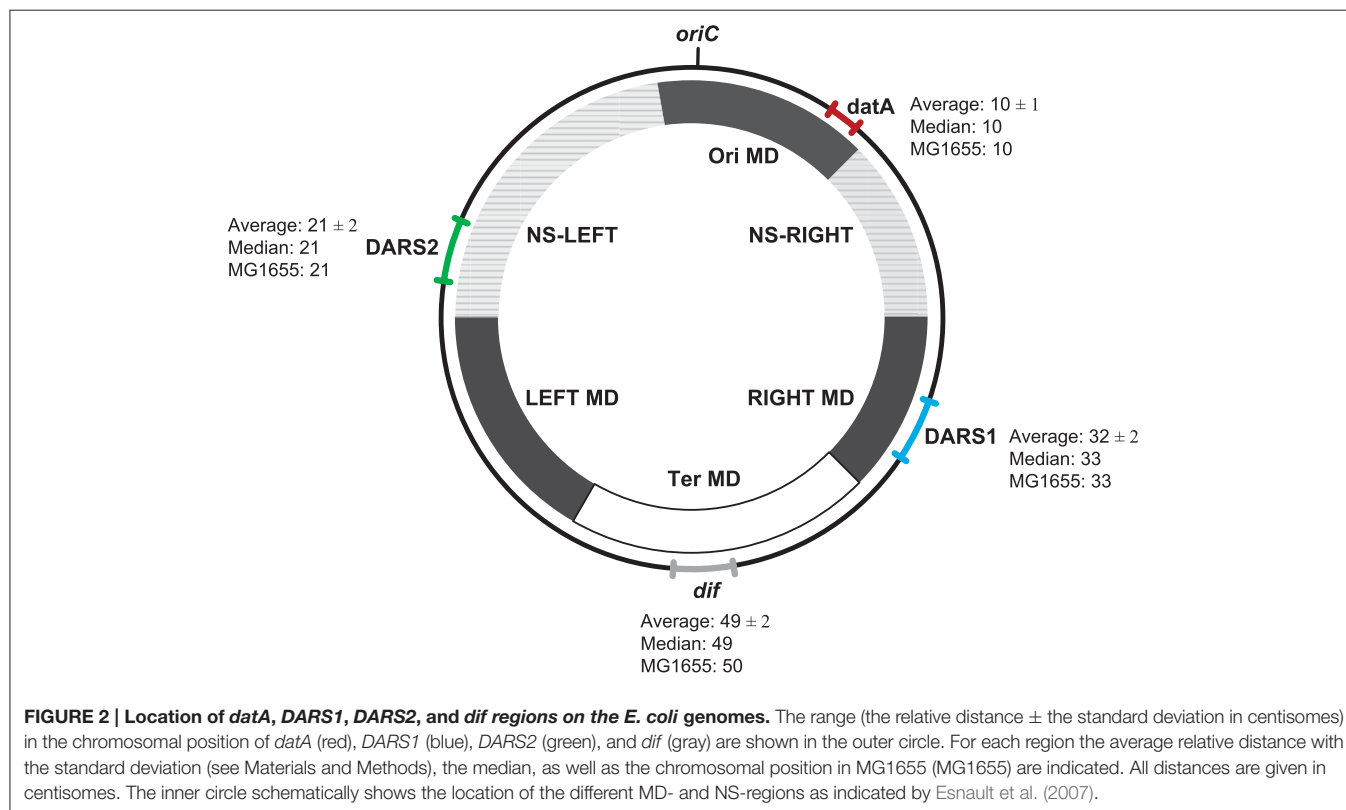 oriC
datA
Average: 10 ± 1
Median: 10
MG1655: 10
Ori MD
Average: 21 ± 2
Median: 21
MG1655: 21
DARS2
NS-LEFT
NS-RIGHT
LEFT MD
RIGHT MD
DARS1
Average: 32 ± 2
Median: 33
MG1655: 33
Ter MD
dif
Average: 49 ± 2
Median: 49
MG1655: 50
FIGURE 2 | Location of datA, DARS1, DARS2, and dif regions on the E. coli genomes. The range (the relative distance ± the standard deviation in centisomes)
in the chromosomal position of datA (red), DARS1 (blue), DARS2 (green), and dif (gray) are shown in the outer circle. For each region the average relative distance with
the standard deviation (see Materials and Methods), the median, as well as the chromosomal position in MG1655 (MG1655) are indicated. All distances are given in
centisomes. The inner circle schematically shows the location of the different MD- and NS-regions as indicated by Esnault et al. (2007).